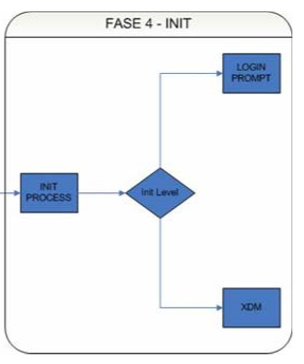 FASE 4 - INIT
LOGIN
PROMPT
INIT
PROCESS
Init Level
XDM